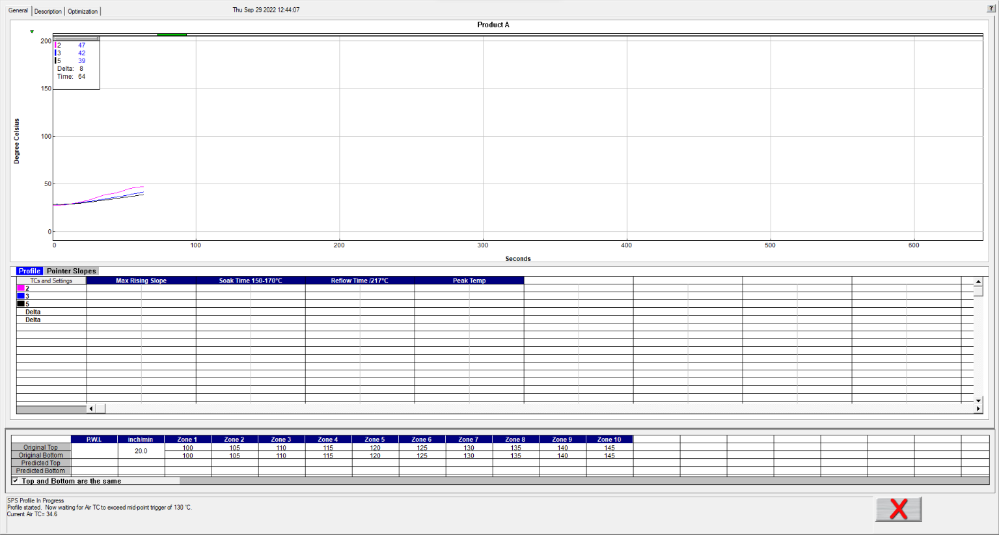 General Description Optimization Thu Sep 29 2022 12:44:07 ?
Product A
200
2 47
3 42
5 39
Delta: 8
Time: 64
150
100
50
0
Degree Celsius
0 100 200 300 400 500 600
Seconds
Profile Pointer Slopes
TCs and Settings Max Rising Slope Soak Time 150-170°C Reflow Time /217°C Peak Temp
2
3
5
Delta
Delta
P.W.I. inch/min Zone 1 Zone 2 Zone 3 Zone 4 Zone 5 Zone 6 Zone 7 Zone 8 Zone 9 Zone 10
Original Top 20.0 100 105 110 115 120 125 130 135 140 145
Original Bottom 100 105 110 115 120 125 130 135 140 145
Predicted Top
Predicted Bottom
Top and Bottom are the same
SPS Profile In Progress
Profile started. Now waiting for Air TC to exceed mid-point trigger of 130 °C.
Current Air TC= 34.6